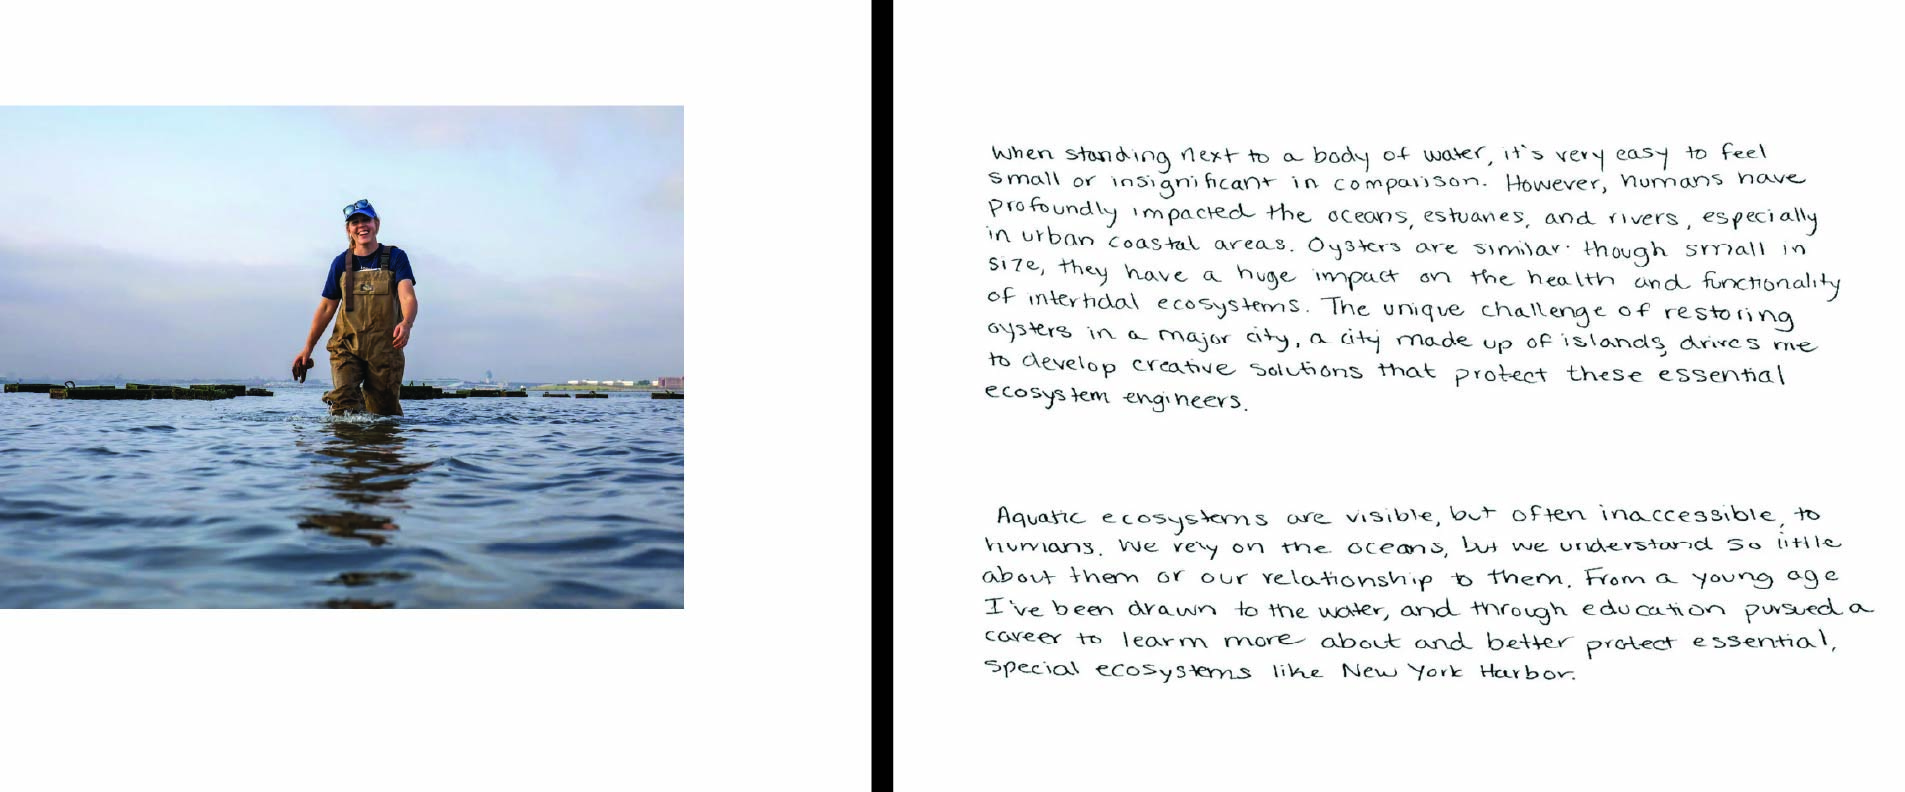 When standing next to a body of water, it's very easy to feel
small or insignificant in comparison. However, humans have
profoundly impacted the oceans, estuaries, and rivers, especially
in urban coastal areas. Oysters are similar: though small in
size, they have a huge impact on the health and functionality
of intertidal ecosystems. The unique challenge of restoring
oysters in a major city, a city made up of islands, drives me
to develop creative solutions that protect these essential
ecosystem engineers.
Aquatic ecosystems are visible, but often inaccessible, to
humans. We rely on the oceans, but we understand so little
about them or our relationship to them. From a young age
I've been drawn to the water, and through education pursued a
career to learn more about and better protect essential,
special ecosystems like New York Harbor.